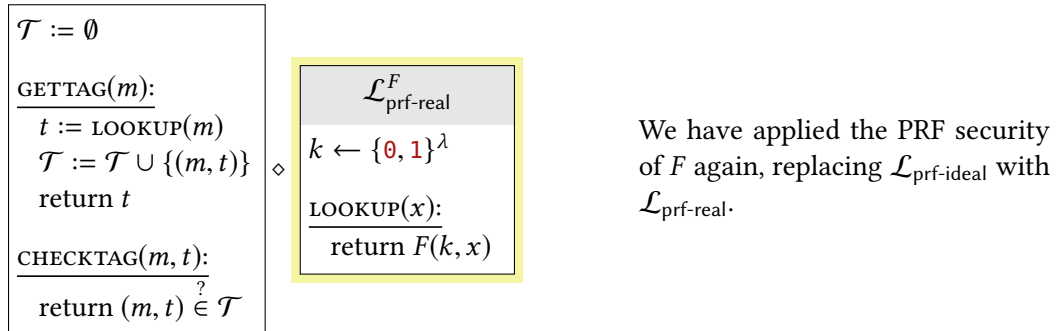 𝒯 := ∅
GETTAG(m):
t := LOOKUP(m)
𝒯 := 𝒯 ∪ {(m, t)}
return t
CHECKTAG(m, t):
return (m, t) ∈? 𝒯
⋄
ℒ^F_prf-real
k ← {0, 1}^λ
LOOKUP(x):
return F(k, x)
We have applied the PRF security
of F again, replacing ℒ_prf-ideal with
ℒ_prf-real.